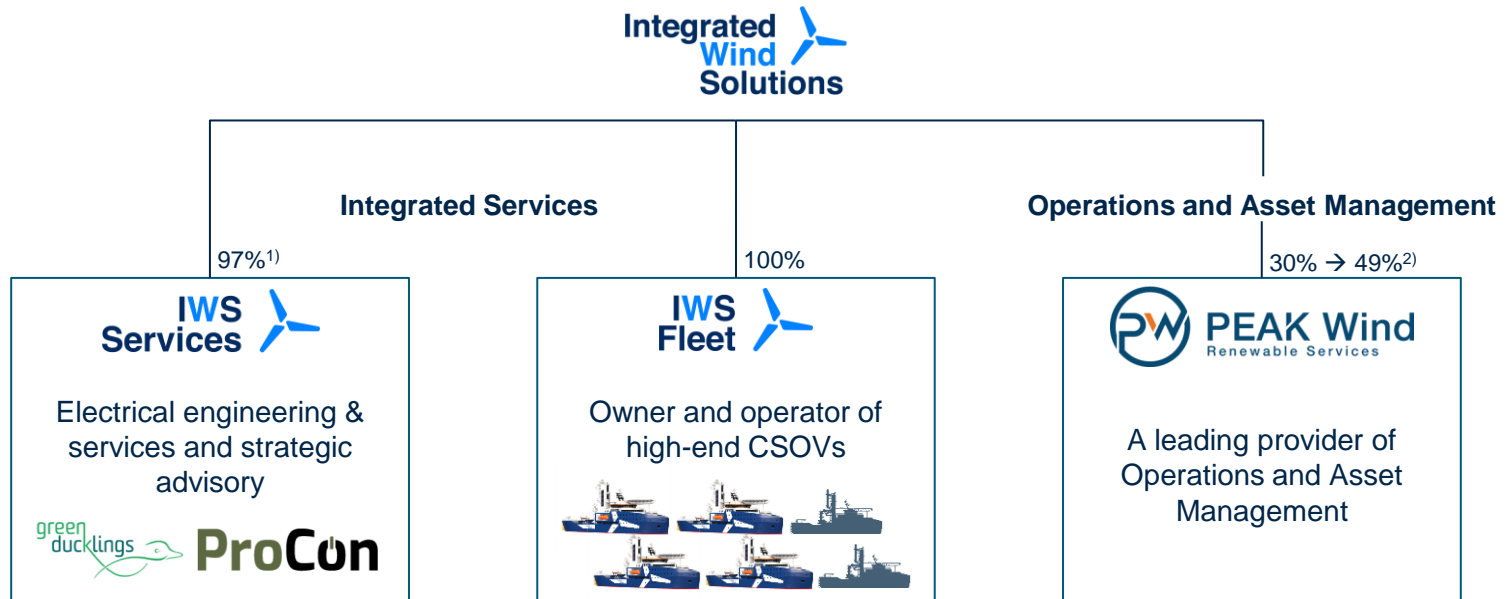 Integrated
Wind
Solutions
Integrated Services
Operations and Asset Management
97%1)
100%
30% → 49%2)
IWS
Services
Electrical engineering &
services and strategic
advisory
green
ducklings
ProCon
IWS
Fleet
Owner and operator of
high-end CSOVs
PW
PEAK Wind
Renewable Services
A leading provider of
Operations and Asset
Management